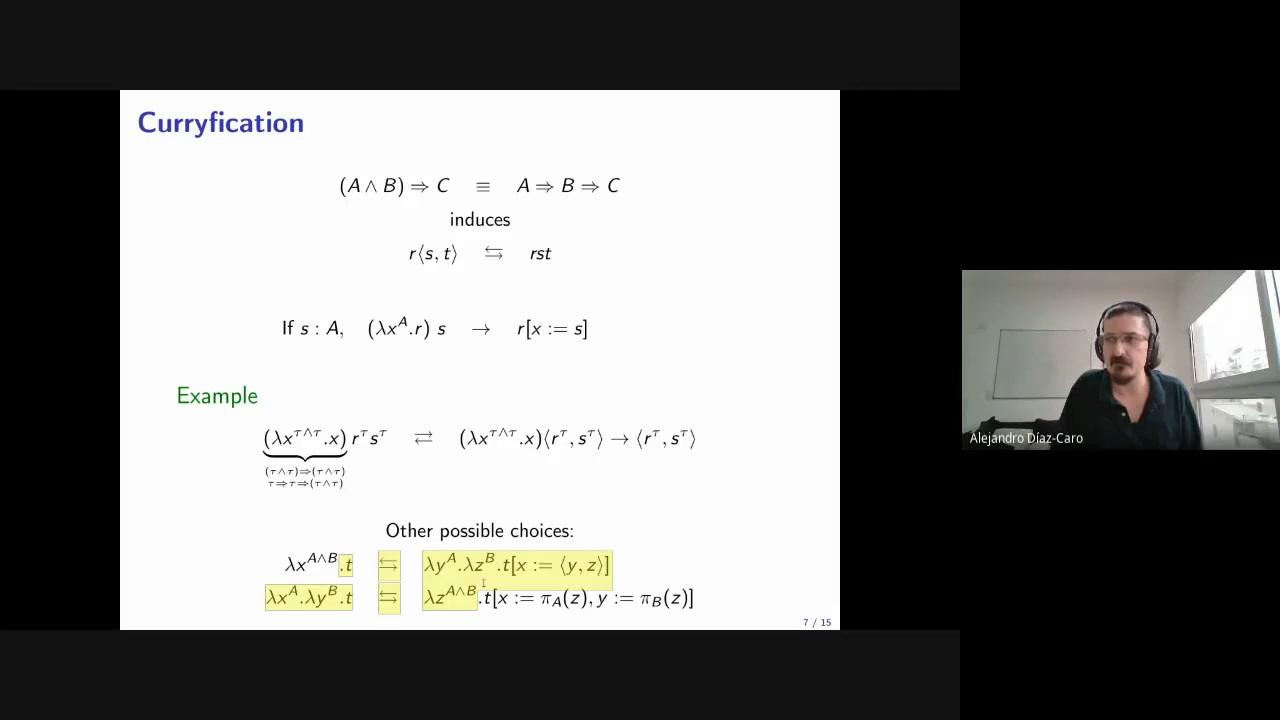 Curryfication
(A ∧ B) ⇒ C ≡ A ⇒ B ⇒ C
induces
r⟨s, t⟩ ⇆ rst
If s : A, (λxᴬ.r) s → r[x := s]
Example
(λx^{τ∧τ}.x) r^τ s^τ ⇄ (λx^{τ∧τ}.x)⟨r^τ, s^τ⟩ → ⟨r^τ, s^τ⟩
(τ∧τ)⇒(τ∧τ)
τ⇒τ⇒(τ∧τ)
Other possible choices:
λx^{A∧B}.t ⇆ λy^A.λz^B.t[x := ⟨y, z⟩]
λx^A.λy^B.t ⇆ λz^{A∧B}.t[x := π_A(z), y := π_B(z)]
7 / 15
Alejandro Díaz-Caro